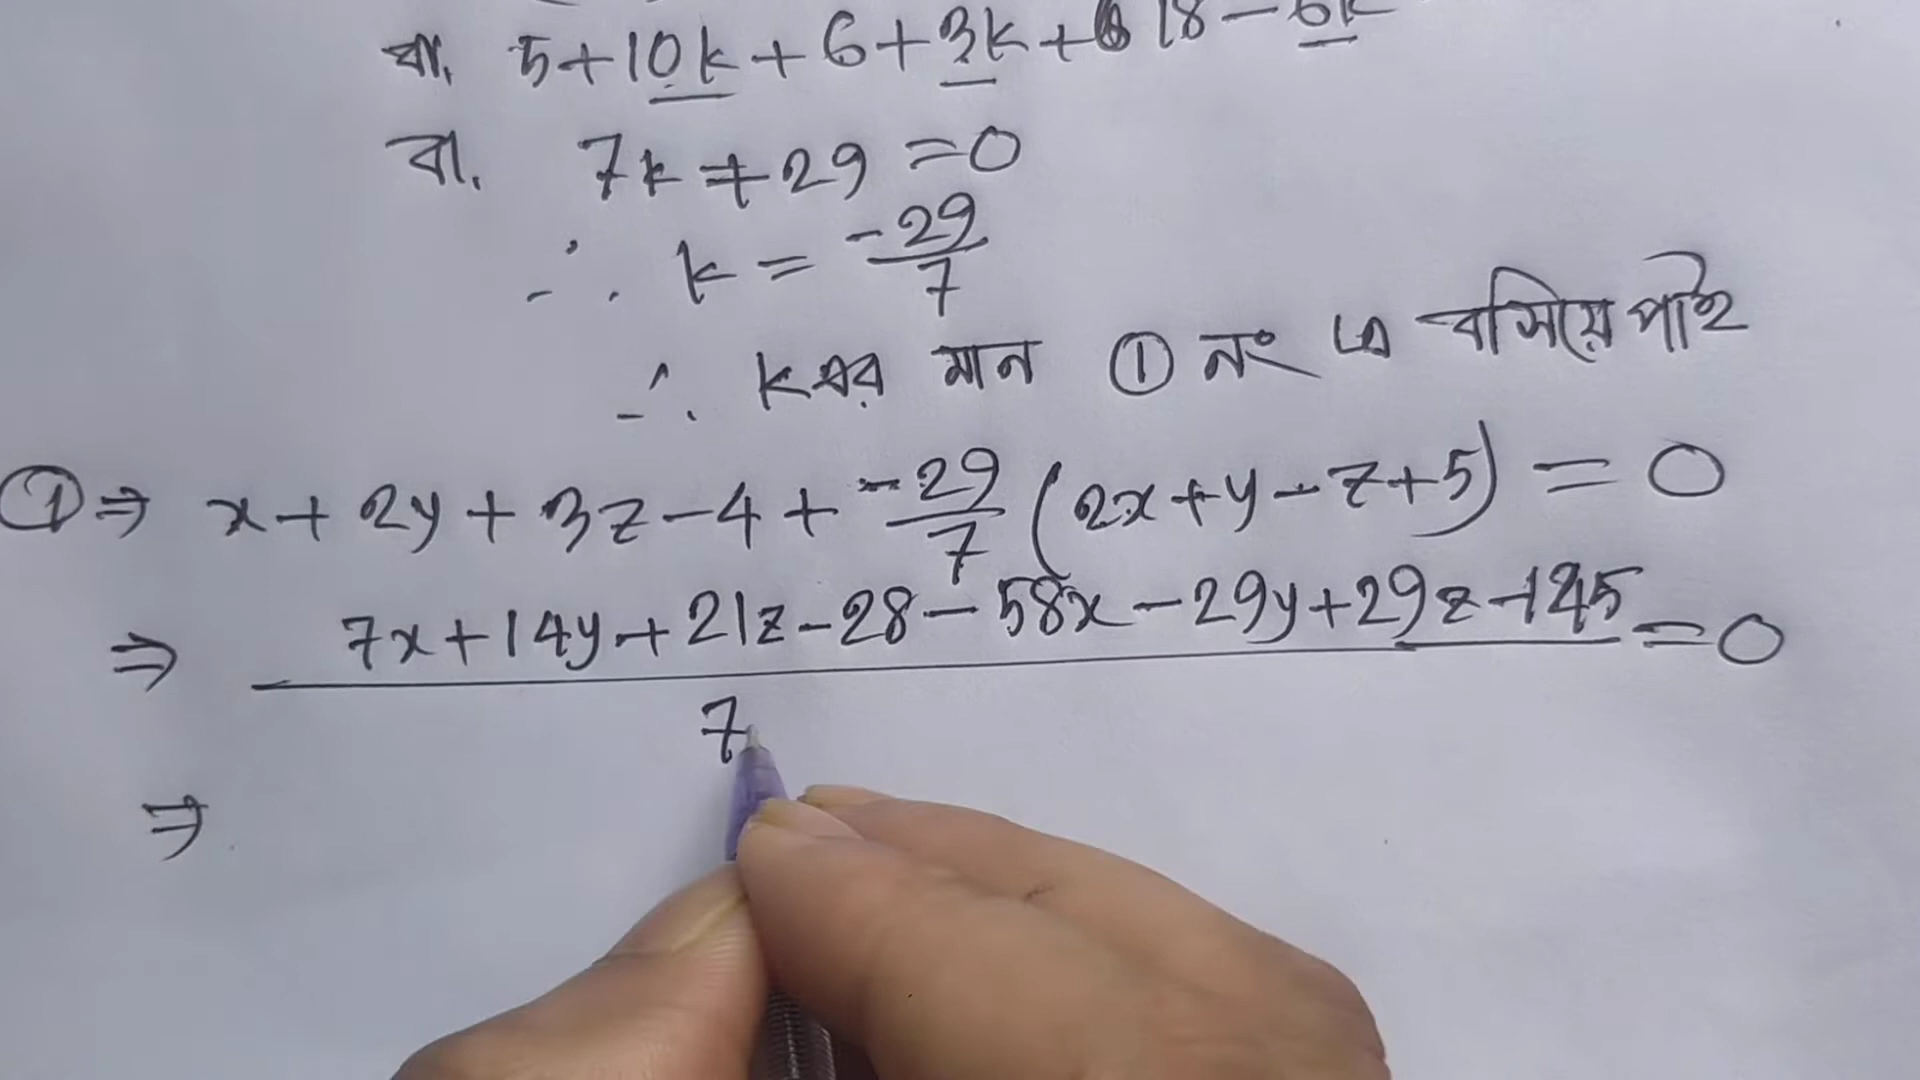 বা, 5+10k+6+3k+18-6k
বা, 7k+29=0
∴ k = -29/7
∴ k এর মান ① নং এ বসিয়ে পাই
① ⇒ x+2y+3z-4+ -29/7 (2x+y-z+5) = 0
⇒ (7x+14y+21z-28-58x-29y+29z-145)/7 = 0
⇒